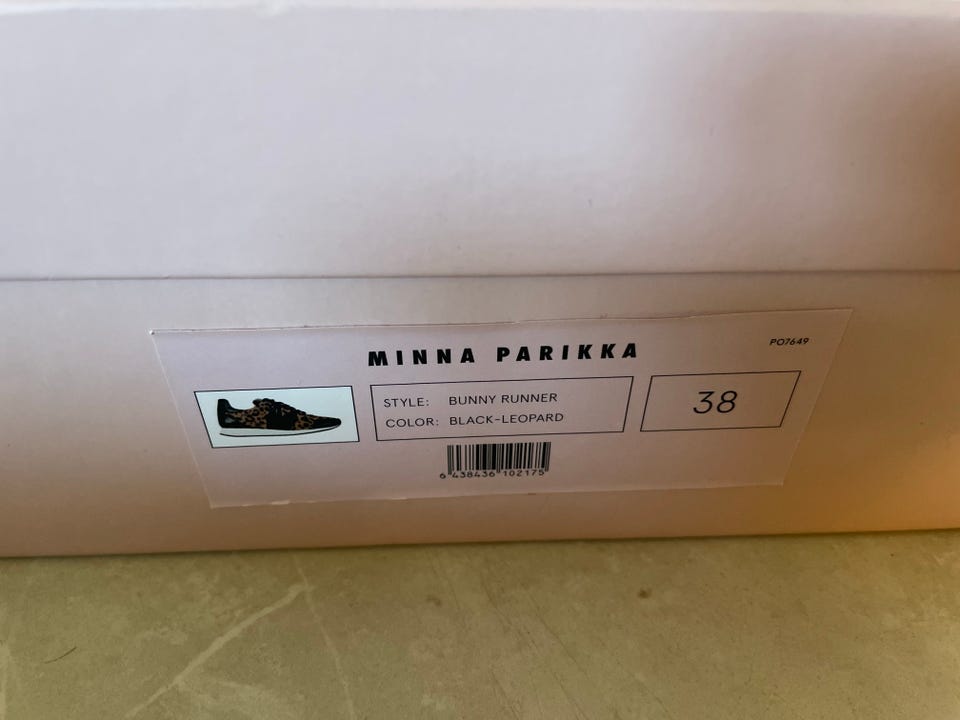 MINNA PARIKKA
PO7649
STYLE: BUNNY RUNNER
COLOR: BLACK-LEOPARD
38
6 438436 102175